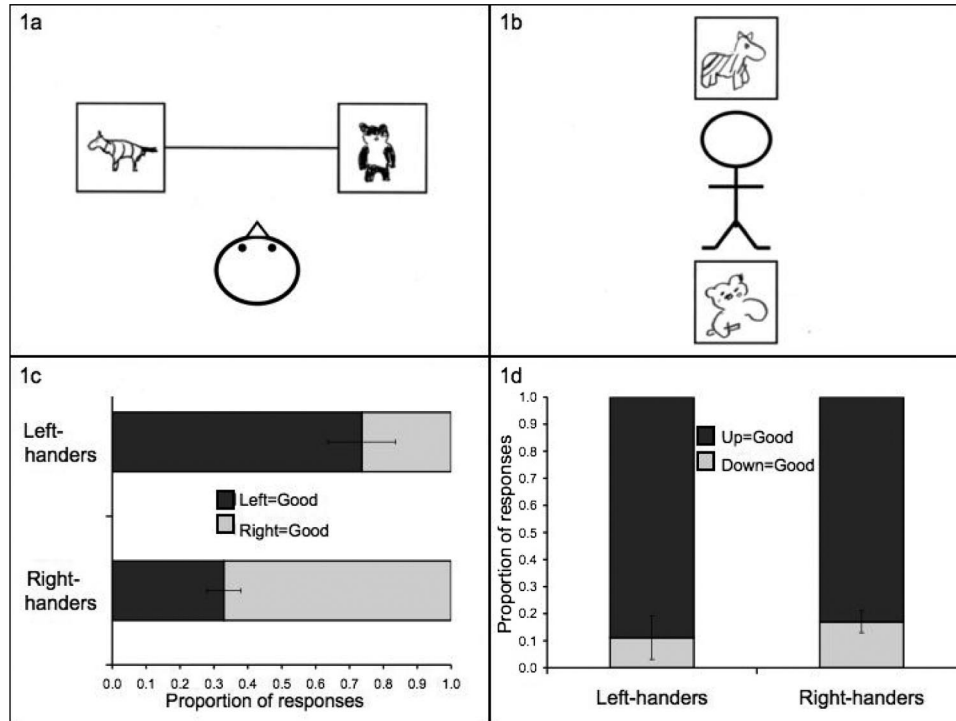 1a
1b
1c
Left-
handers
Left=Good
Right=Good
Right-
handers
0.0 0.1 0.2 0.3 0.4 0.5 0.6 0.7 0.8 0.9 1.0
Proportion of responses
1d
1.0
0.9
0.8
0.7
0.6
0.5
0.4
0.3
0.2
0.1
0.0
Proportion of responses
Up=Good
Down=Good
Left-handers Right-handers